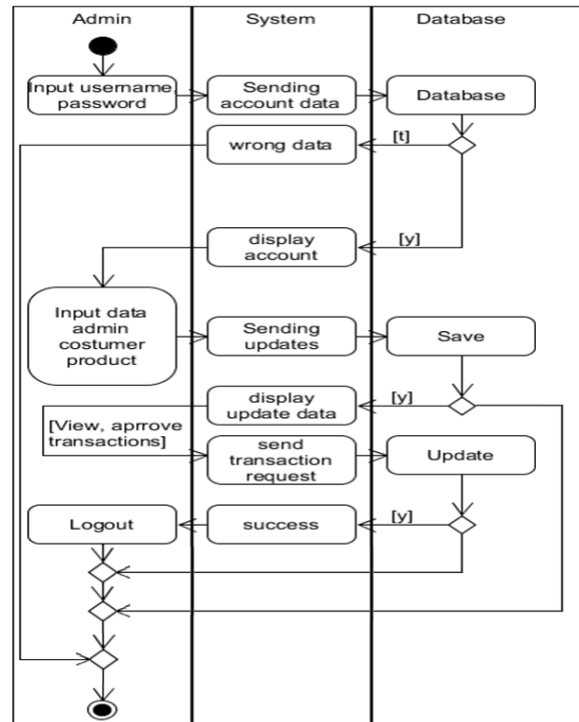 Admin
System
Database
Input username,
password
Sending
account data
Database
[t]
wrong data
[y]
display
account
Input data
admin
costumer
product
Sending
updates
Save
[y]
display
update data
[View, aprrove
transactions]
send
transaction
request
Update
[y]
success
Logout